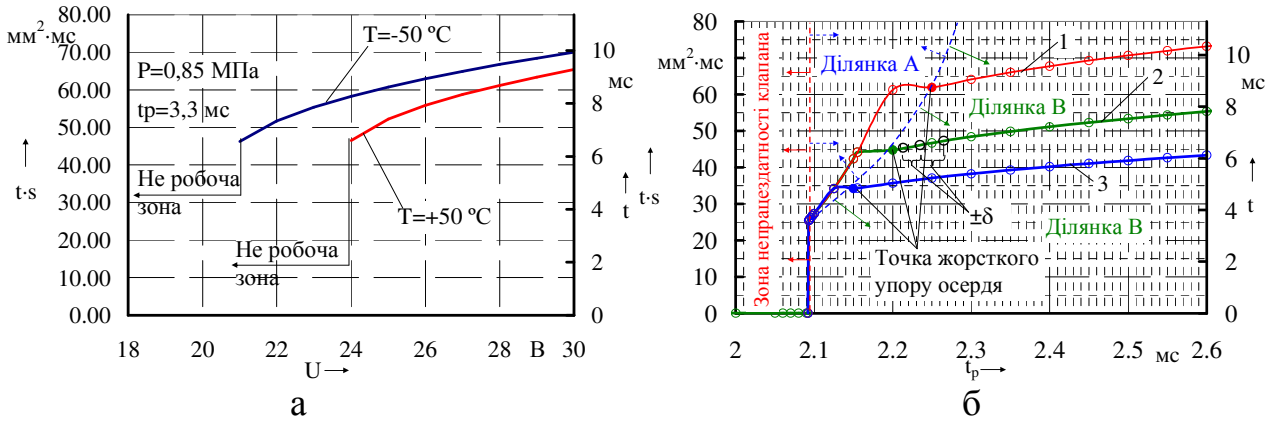 мм²·мс
80.00
70.00
60.00
50.00
40.00
30.00
20.00
10.00
0.00
t·s
T=-50 ºC
P=0,85 МПа
tp=3,3 мс
Не робоча
зона
T=+50 ºC
Не робоча
зона
10
мс
8
6
4
2
0
t
18 20 22 24 26 28 В 30
U
а
80
мм²·мс
70
60
50
40
30
20
10
0
t·s
Зона непрацездатності клапана
Ділянка А
1
Ділянка В
2
3
±δ
Ділянка В
Точка жорсткого
упору осердя
10
мс
8
6
4
2
0
t
2 2.1 2.2 2.3 2.4 2.5 мс 2.6
tр
б